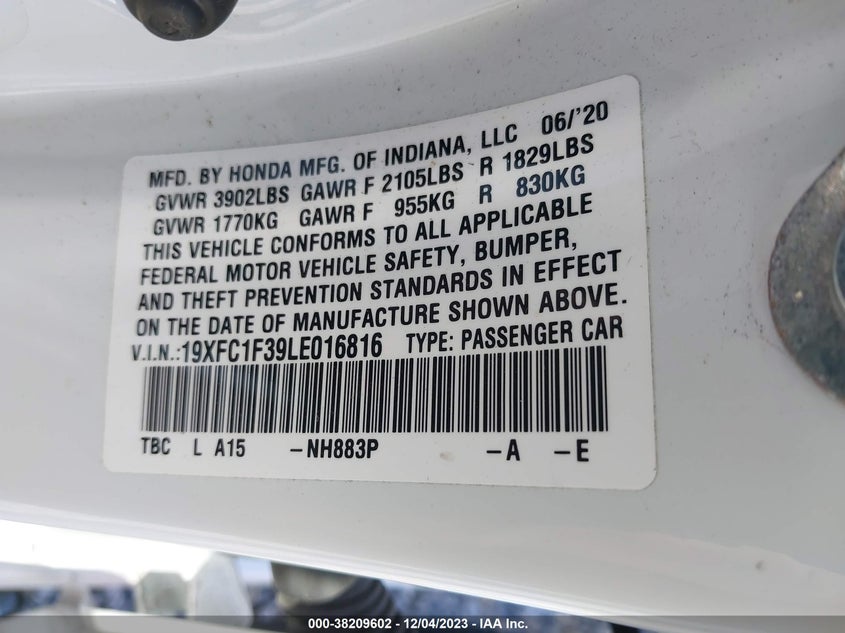 MFD. BY HONDA MFG. OF INDIANA, LLC 06/'20
GVWR 3902LBS GAWR F 2105LBS R 1829LBS
GVWR 1770KG GAWR F 955KG R 830KG
THIS VEHICLE CONFORMS TO ALL APPLICABLE
FEDERAL MOTOR VEHICLE SAFETY, BUMPER,
AND THEFT PREVENTION STANDARDS IN EFFECT
ON THE DATE OF MANUFACTURE SHOWN ABOVE.
V.I.N.:19XFC1F39LE016816 TYPE: PASSENGER CAR
TBC L A15 –NH883P –A –E
000-38209602 - 12/04/2023 - IAA Inc.